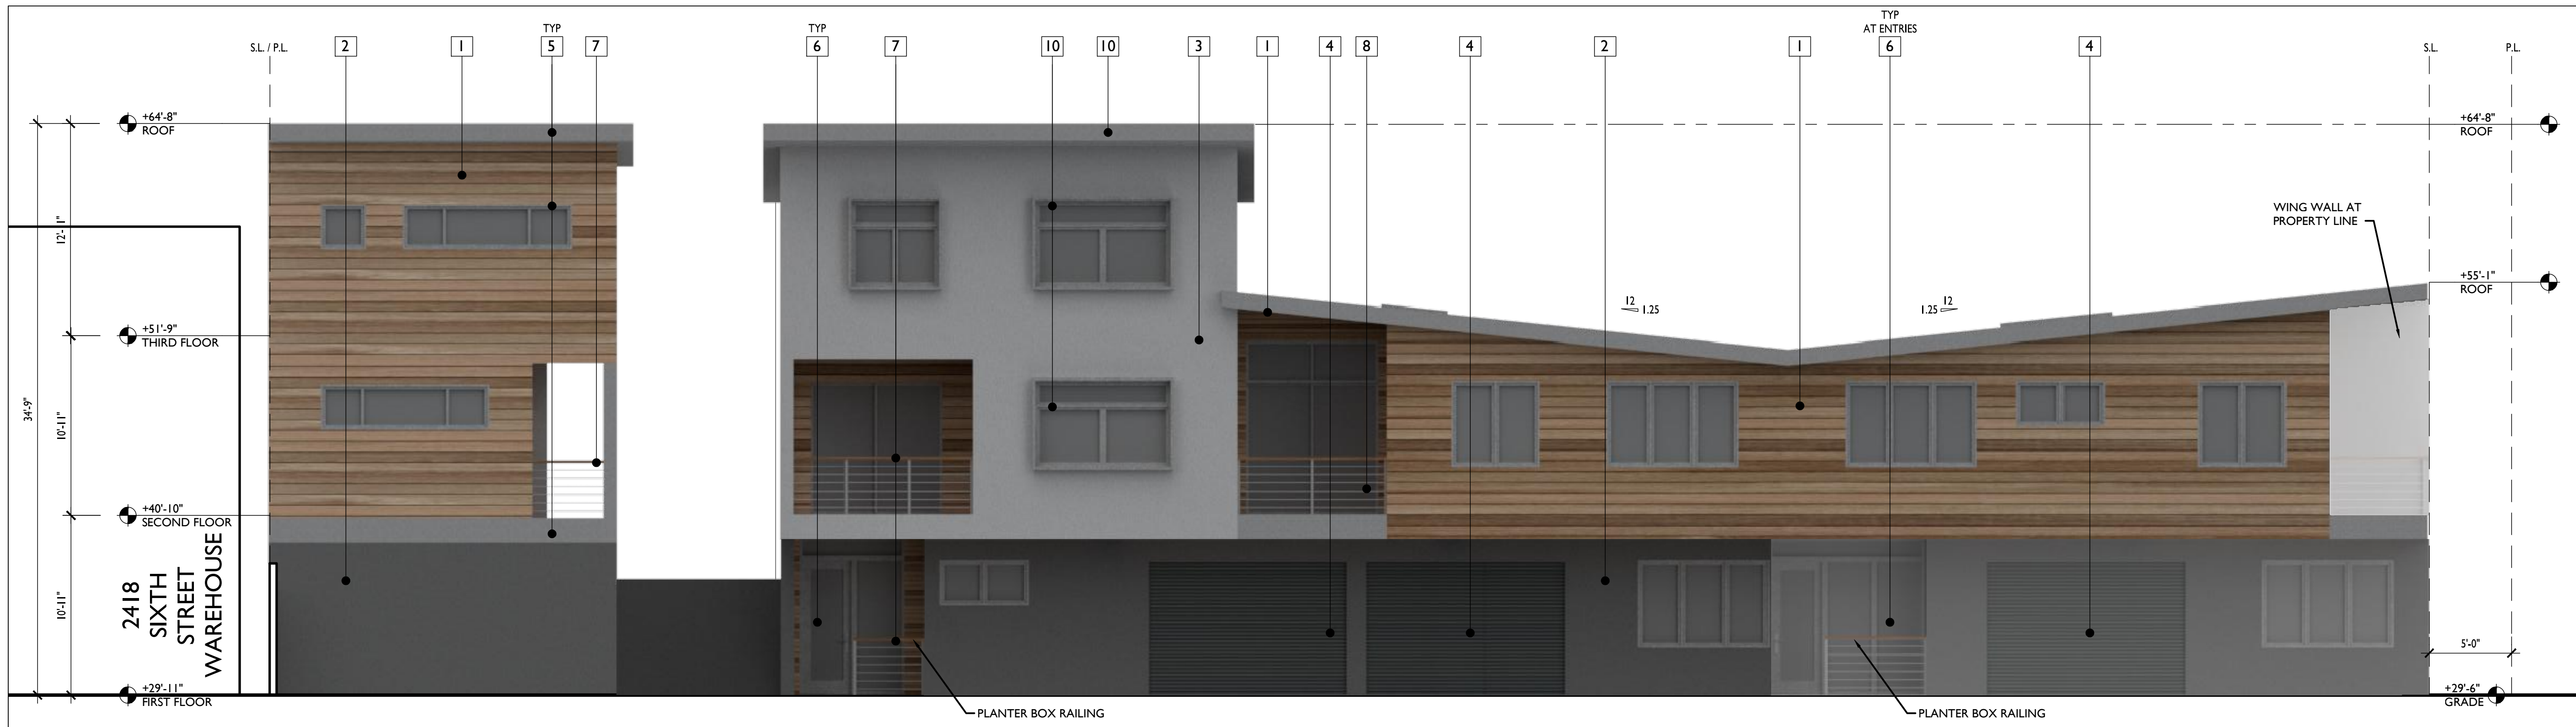 TYP
TYP
TYP
AT ENTRIES
S.L. / P.L.
2
1
5
7
6
7
10
10
3
1
4
8
4
2
1
6
4
S.L.
P.L.
+64'-8"
ROOF
+64'-8"
ROOF
12'-1"
WING WALL AT
PROPERTY LINE
+55'-1"
ROOF
12
1.25
12
1.25
+51'-9"
THIRD FLOOR
34'-9"
10'-11"
+40'-10"
SECOND FLOOR
2418
SIXTH
STREET
WAREHOUSE
10'-11"
5'-0"
+29'-11"
FIRST FLOOR
+29'-6"
GRADE
PLANTER BOX RAILING
PLANTER BOX RAILING